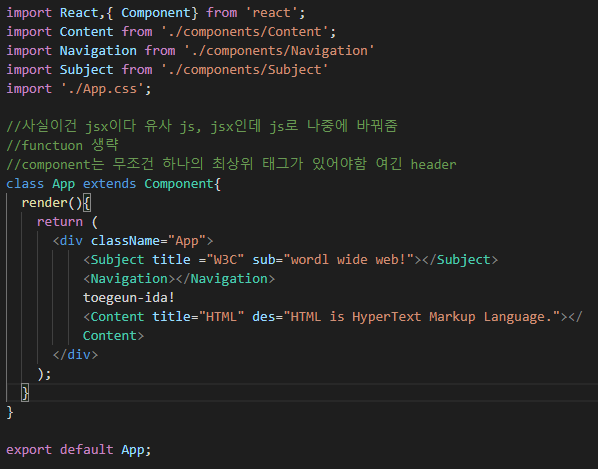 import React,{ Component} from 'react';
import Content from './components/Content';
import Navigation from './components/Navigation'
import Subject from './components/Subject'
import './App.css';

//사실이건 jsx이다 유사 js, jsx인데 js로 나중에 바꿔줌
//functuon 생략
//component는 무조건 하나의 최상위 태그가 있어야함 여긴 header
class App extends Component{
  render(){
    return (
      <div className="App">
          <Subject title ="W3C" sub="wordl wide web!"></Subject>
          <Navigation></Navigation>
          toegeun-ida!
          <Content title="HTML" des="HTML is HyperText Markup Language."></
          Content>
      </div>
    );
  }
}

export default App;